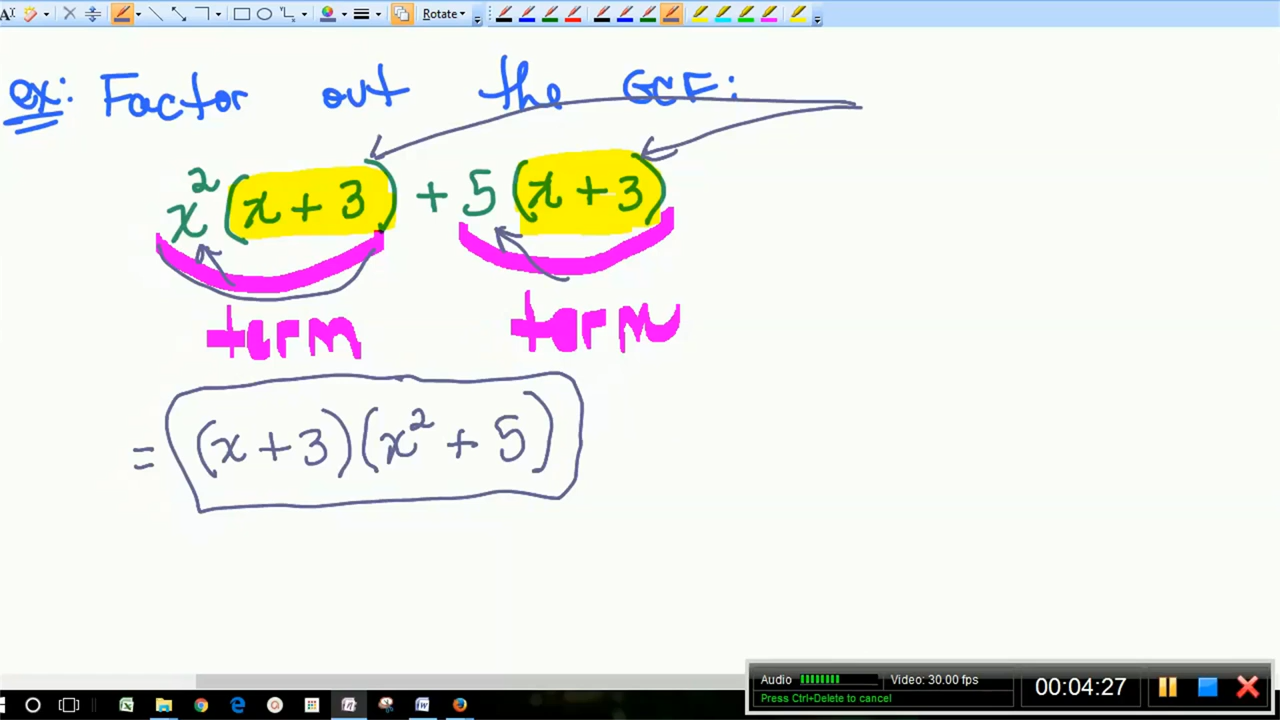 Rotate
ex: Factor out the GCF:
x²(x + 3) + 5(x + 3)
term term
= (x + 3)(x² + 5)
Audio Video: 30.00 fps
Press Ctrl+Delete to cancel
00:04:27